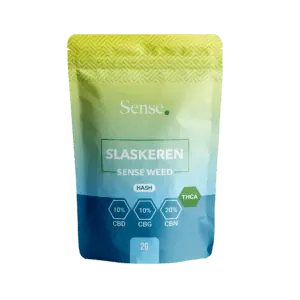 Sense.
SLASKEREN
SENSE WEED
HASH
THCA
10% 10% 20%
CBD CBG CBN
2G